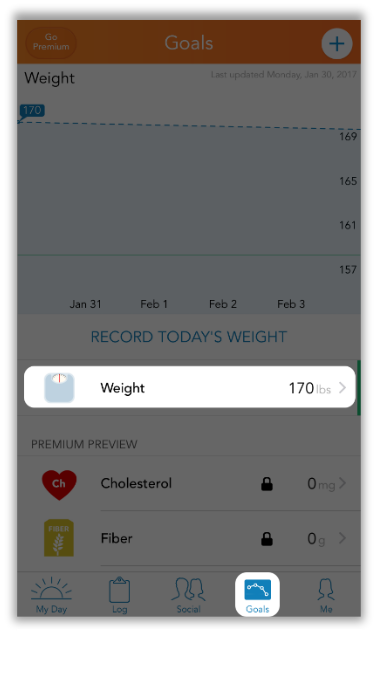 Go
Premium
Goals
Weight
Last updated Monday, Jan 30, 2017
170
169
165
161
157
Jan 31 Feb 1 Feb 2 Feb 3
RECORD TODAY'S WEIGHT
Weight 170 lbs
PREMIUM PREVIEW
Ch Cholesterol 0 mg
FIBER
Fiber 0 g
My Day Log Social Goals Me